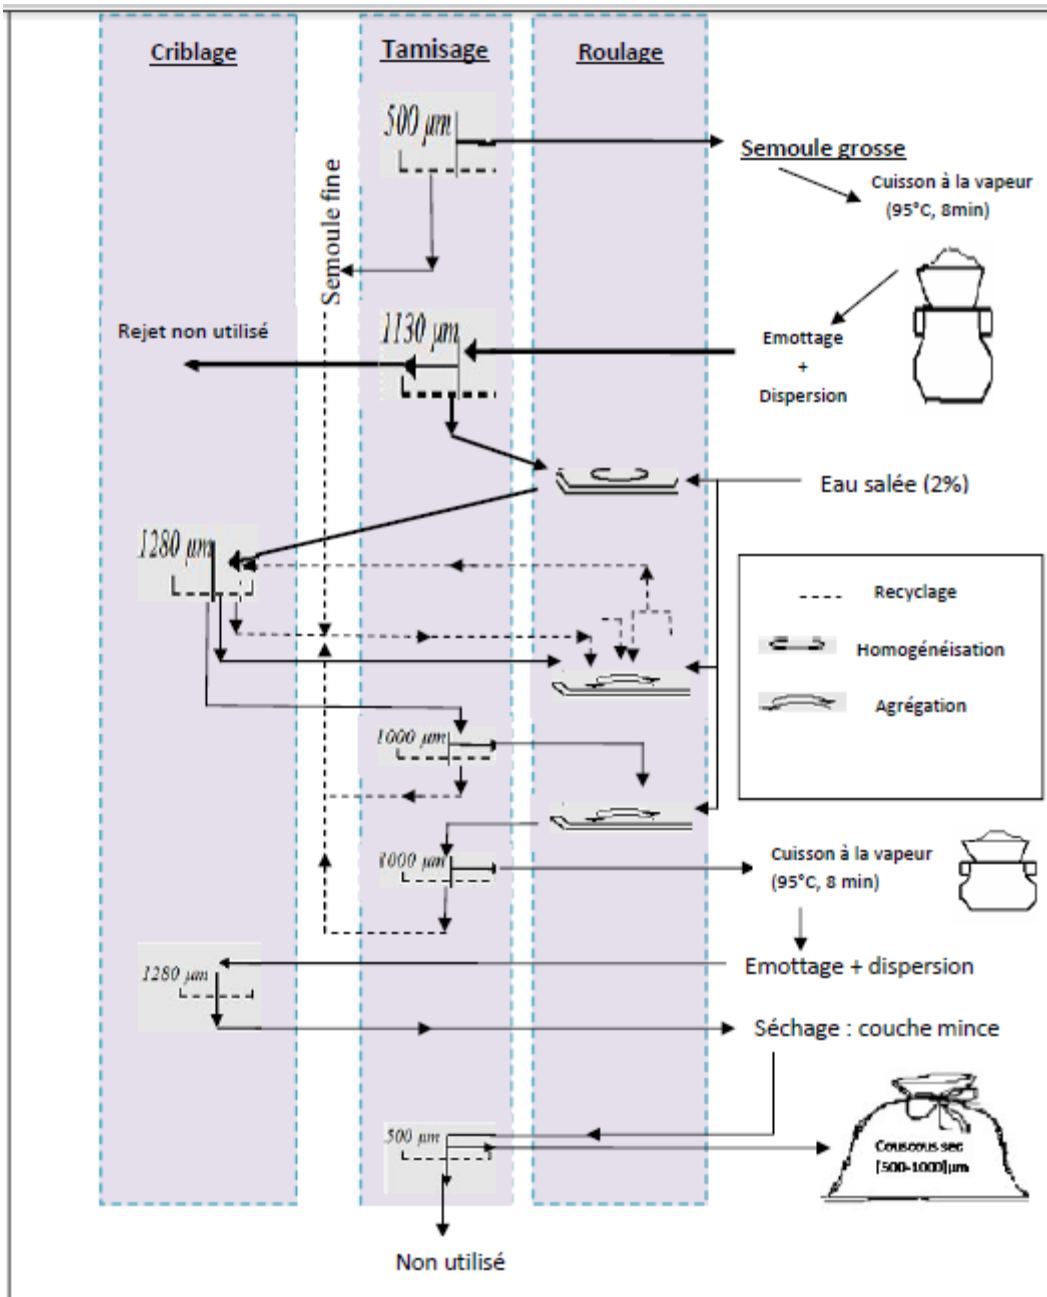 Criblage
Tamisage
Roulage
500 µm
Semoule grosse
Cuisson à la vapeur
(95°C, 8min)
Semoule fine
Rejet non utilisé
1130 µm
Emottage
+
Dispersion
Eau salée (2%)
1280 µm
Recyclage
Homogénéisation
Agrégation
1000 µm
1000 µm
Cuisson à la vapeur
(95°C, 8 min)
1280 µm
Emottage + dispersion
Séchage : couche mince
500 µm
Couscous sec
[500-1000]µm
Non utilisé